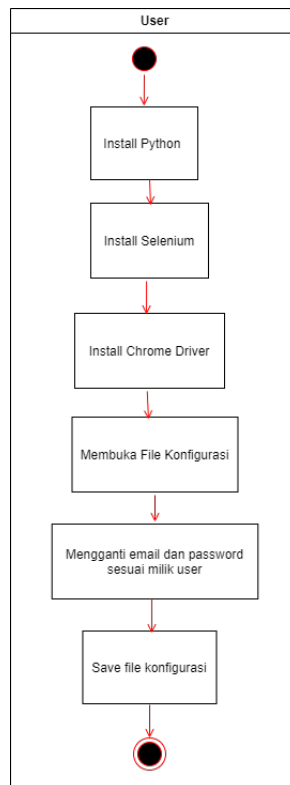 User
Install Python
Install Selenium
Install Chrome Driver
Membuka File Konfigurasi
Mengganti email dan password
sesuai milik user
Save file konfigurasi